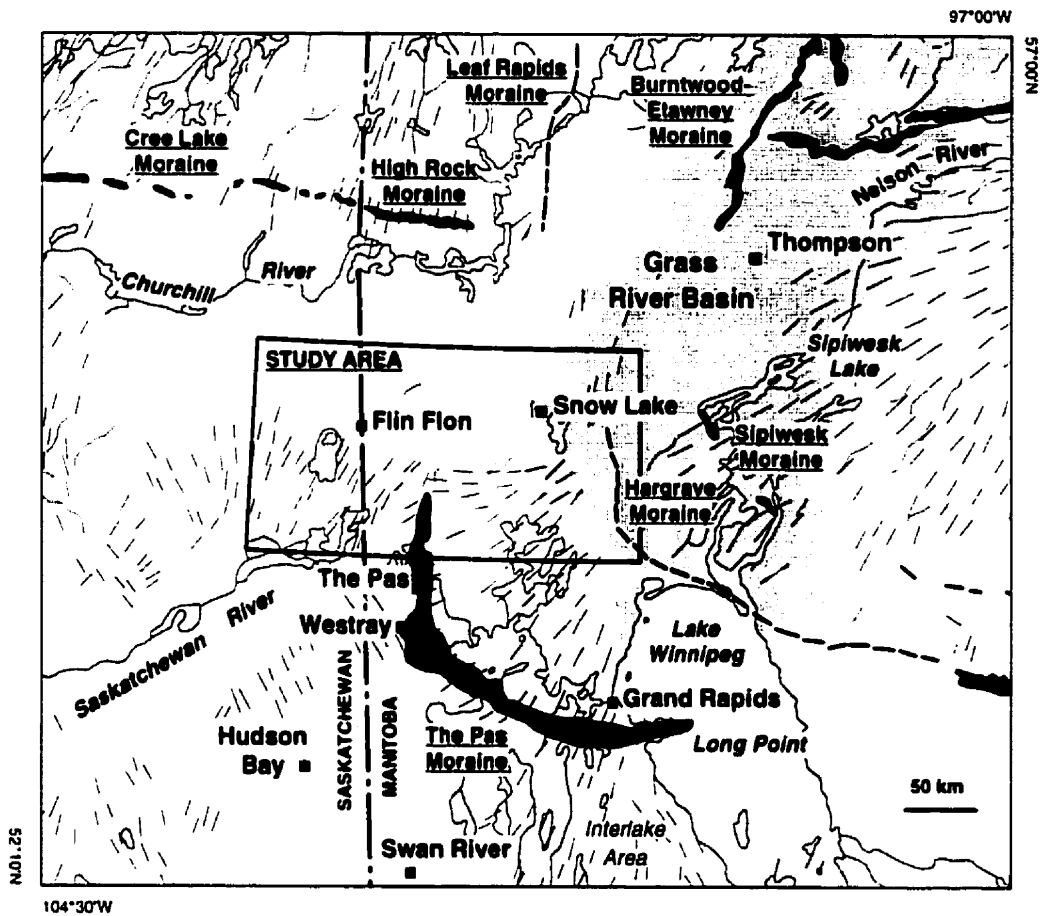 97°00'W
57°00'N
Leaf Rapids
Moraine
Burntwood-
Etawney
Moraine
Cree Lake
Moraine
High Rock
Moraine
Nelson River
Thompson
Grass
River Basin
Churchill River
Sipiwesk
Lake
STUDY AREA
Snow Lake
Flin Flon
Sipiwesk
Moraine
Hargrave
Moraine
The Pas
Westray
Saskatchewan River
Lake
Winnipeg
Grand Rapids
SASKATCHEWAN
MANITOBA
Hudson
Bay
The Pas
Moraine
Long Point
50 km
Interlake
Area
Swan River
52°10'N
104°30'W